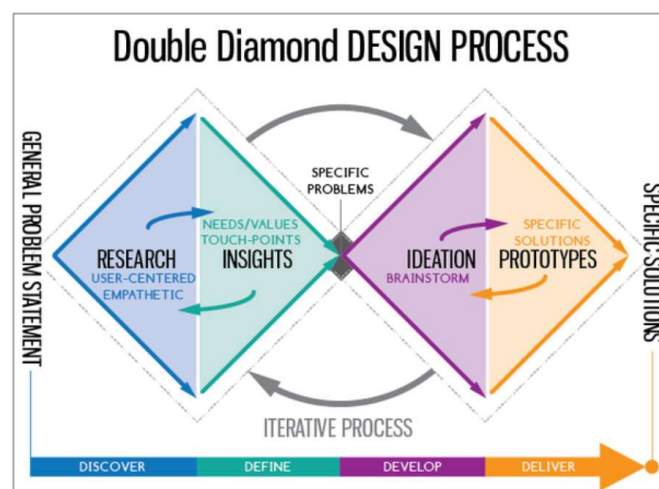 Double Diamond DESIGN PROCESS
GENERAL PROBLEM STATEMENT
SPECIFIC
PROBLEMS
NEEDS/VALUES
TOUCH-POINTS
RESEARCH
INSIGHTS
USER-CENTERED
EMPATHETIC
IDEATION
BRAINSTORM
SPECIFIC
SOLUTIONS
PROTOTYPES
SPECIFIC SOLUTIONS
ITERATIVE PROCESS
DISCOVER
DEFINE
DEVELOP
DELIVER